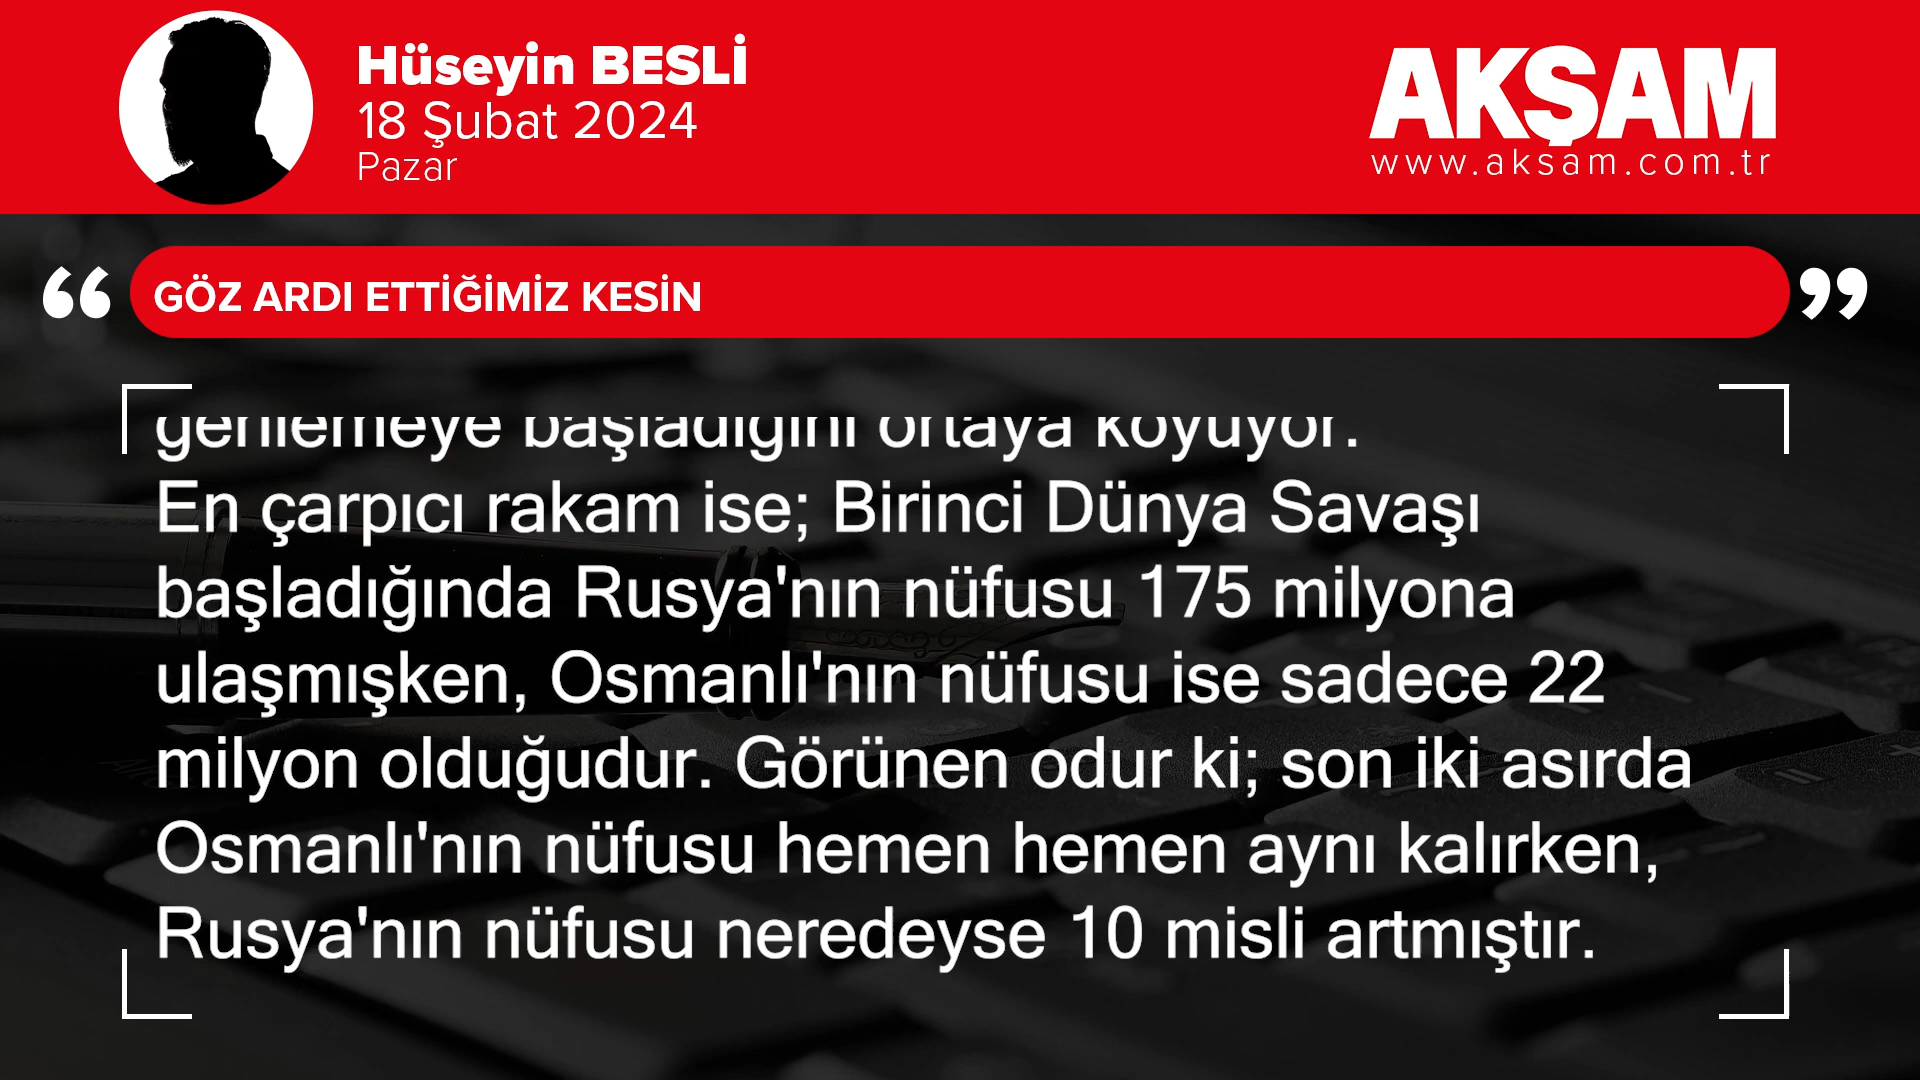 Hüseyin BESLİ
18 Şubat 2024
Pazar
AKŞAM
www.aksam.com.tr
“ GÖZ ARDI ETTİĞİMİZ KESİN ”
başladığını ortaya koyuyor.
En çarpıcı rakam ise; Birinci Dünya Savaşı
başladığında Rusya'nın nüfusu 175 milyona
ulaşmışken, Osmanlı'nın nüfusu ise sadece 22
milyon olduğudur. Görünen odur ki; son iki asırda
Osmanlı'nın nüfusu hemen hemen aynı kalırken,
Rusya'nın nüfusu neredeyse 10 misli artmıştır.